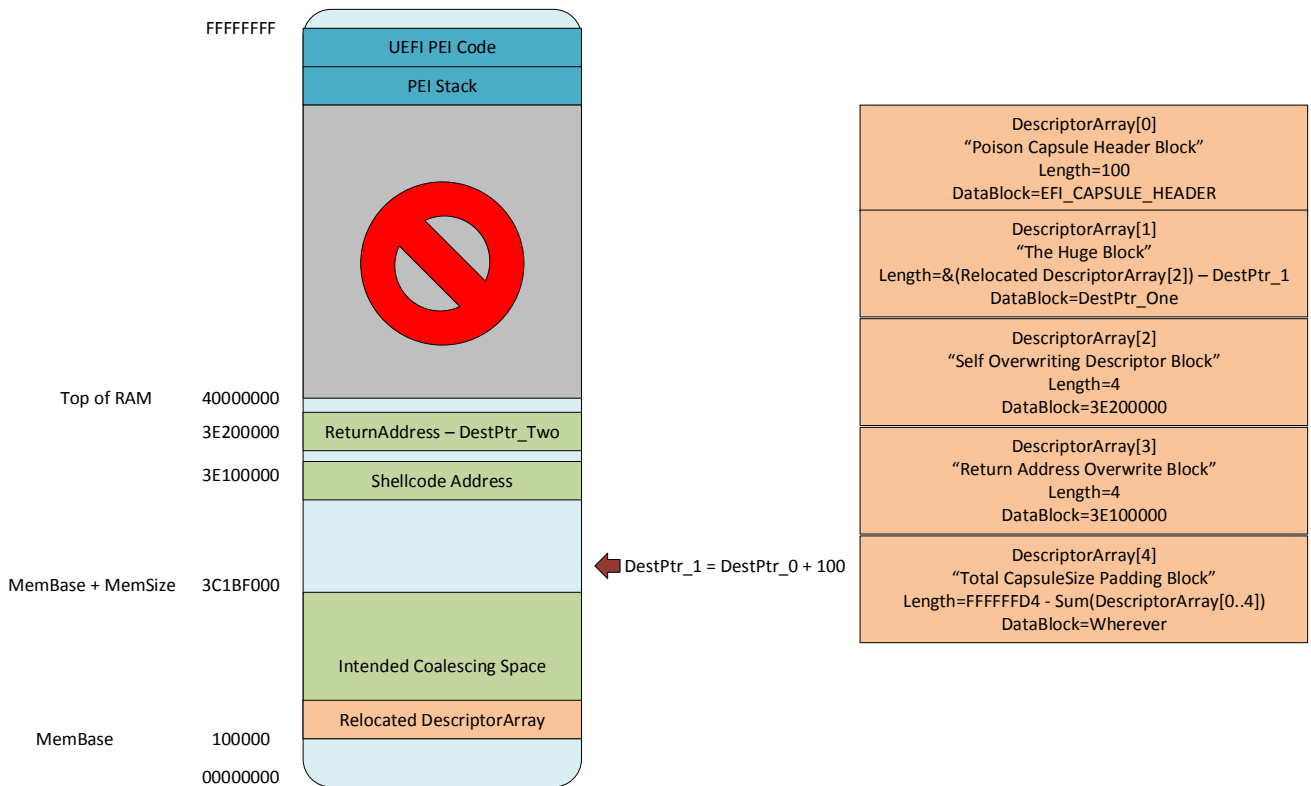 FFFFFFFF
UEFI PEI Code
PEI Stack
Top of RAM 40000000
3E200000 ReturnAddress – DestPtr_Two
3E100000 Shellcode Address
DestPtr_1 = DestPtr_0 + 100
MemBase + MemSize 3C1BF000
Intended Coalescing Space
Relocated DescriptorArray
MemBase 100000
00000000
DescriptorArray[0]
“Poison Capsule Header Block”
Length=100
DataBlock=EFI_CAPSULE_HEADER
DescriptorArray[1]
“The Huge Block”
Length=&(Relocated DescriptorArray[2]) – DestPtr_1
DataBlock=DestPtr_One
DescriptorArray[2]
“Self Overwriting Descriptor Block”
Length=4
DataBlock=3E200000
DescriptorArray[3]
“Return Address Overwrite Block”
Length=4
DataBlock=3E100000
DescriptorArray[4]
“Total CapsuleSize Padding Block”
Length=FFFFFFD4 - Sum(DescriptorArray[0..4])
DataBlock=Wherever